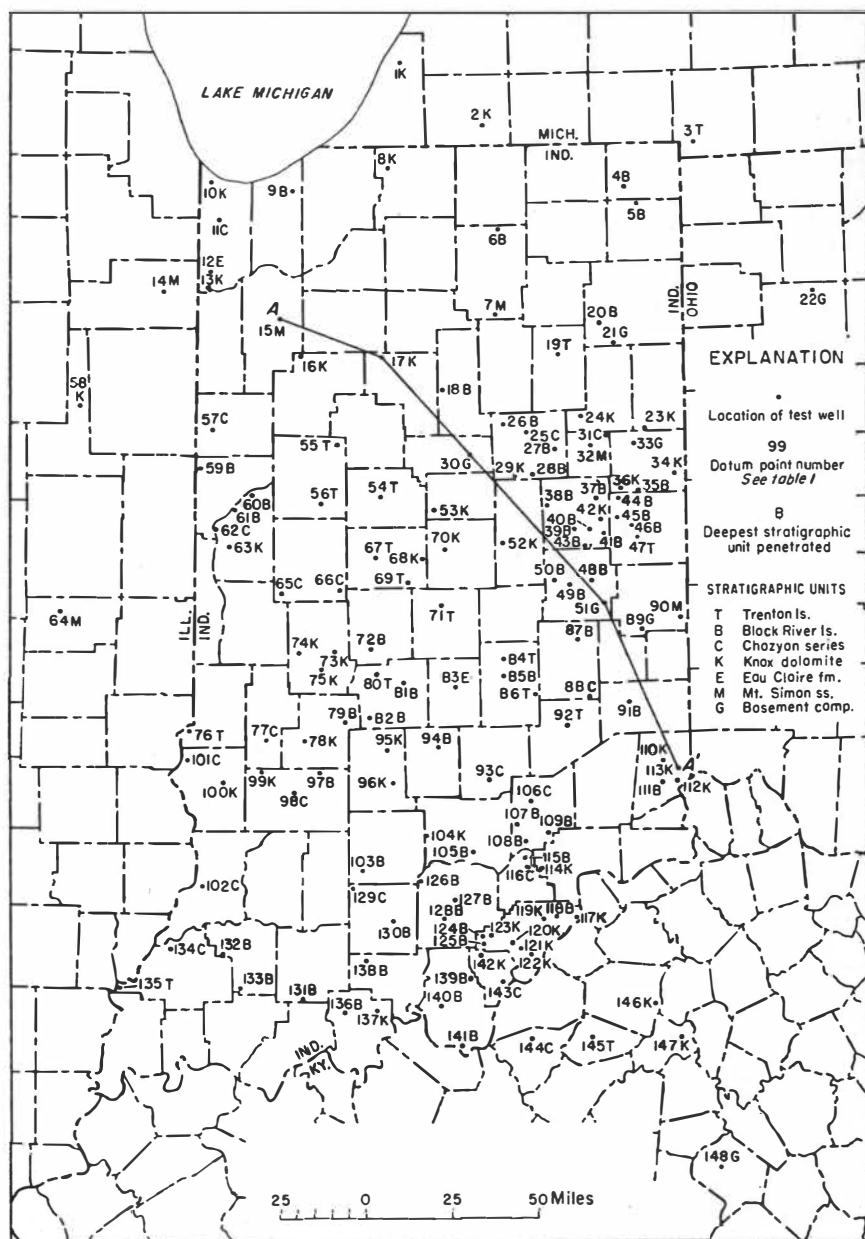 1K
LAKE MICHIGAN
2K
3T
MICH.
IND.
8K
10K
9B
4B
5B
11C
6B
12E
13K
14M
7M
22G
IND.
OHIO
A
15M
20B
21G
19T
EXPLANATION
16K
17K
18B
58
K
Location of test well
57C
26B
24K
23K
25C
31C
27B
33G
32M
99
Datum point number
See table 1
55T
30G
29K
28B
34K
59B
36K
35B
B
Deepest stratigraphic
unit penetrated
60B
56T
54T
38B
37B
44B
61B
53K
42K
45B
62C
40B
46B
39B
63K
70K
52K
43B
41B
47T
67T
68K
STRATIGRAPHIC UNITS
65C
66C
69T
50B
48B
49B
T Trenton ls.
B Black River ls.
C Chazyan series
K Knox dolomite
E Eau Claire fm.
M Mt. Simon ss.
G Basement comp.
64M
ILL.
IND.
71T
51G
90M
89G
87B
74K
73K
72B
84T
75K
80T
81B
83E
85B
86T
88C
91B
79B
82B
92T
76T
77C
78K
95K
94B
110K
A'
101C
113K
99K
97B
96K
93C
111B
112K
100K
98C
106C
107B
109B
104K
108B
105B
115B
103B
116C
114K
102C
126B
129C
127B
128B
119K
118B
117K
130B
124B
123K
120K
125B
121K
134C
132B
142K
122K
138B
135T
133B
139B
143C
131B
140B
136B
137K
146K
141B
144C
145T
147K
IND.
KY.
148G
25 0 25 50 Miles